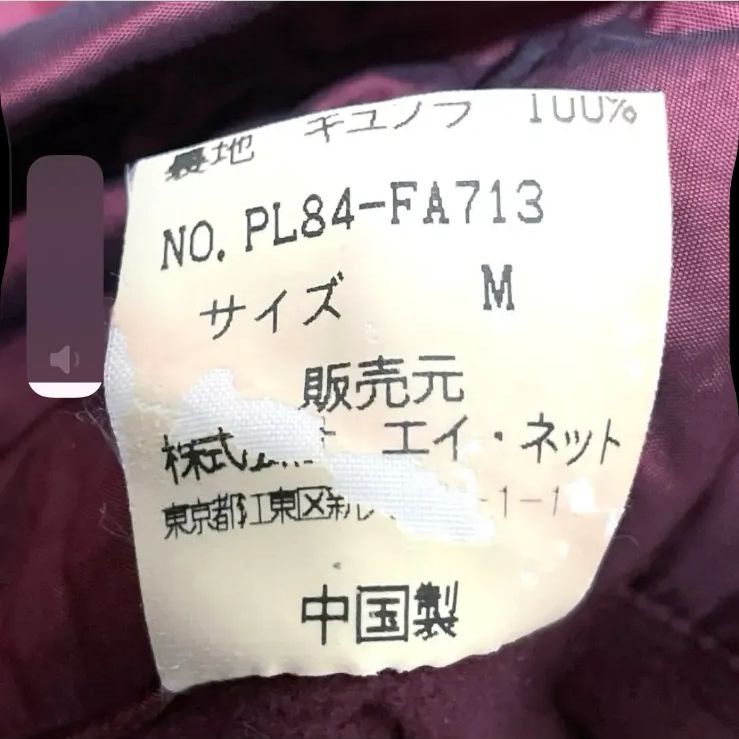 裏地 キュプラ 100%
NO. PL84-FA713
サイズ M
販売元
株式 エイ・ネット
東京都江東区新 -1-1
中国製